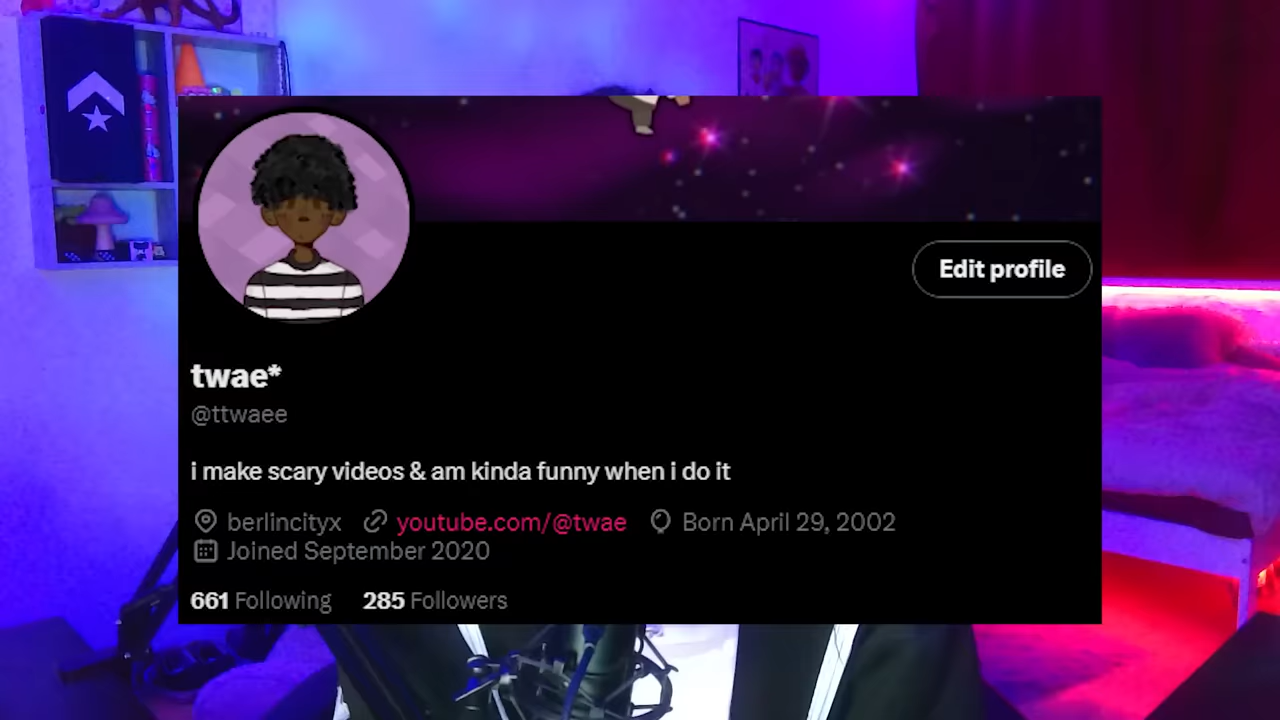 Edit profile
twae*
@ttwaee
i make scary videos & am kinda funny when i do it
berlincityx youtube.com/@twae Born April 29, 2002
Joined September 2020
661 Following 285 Followers